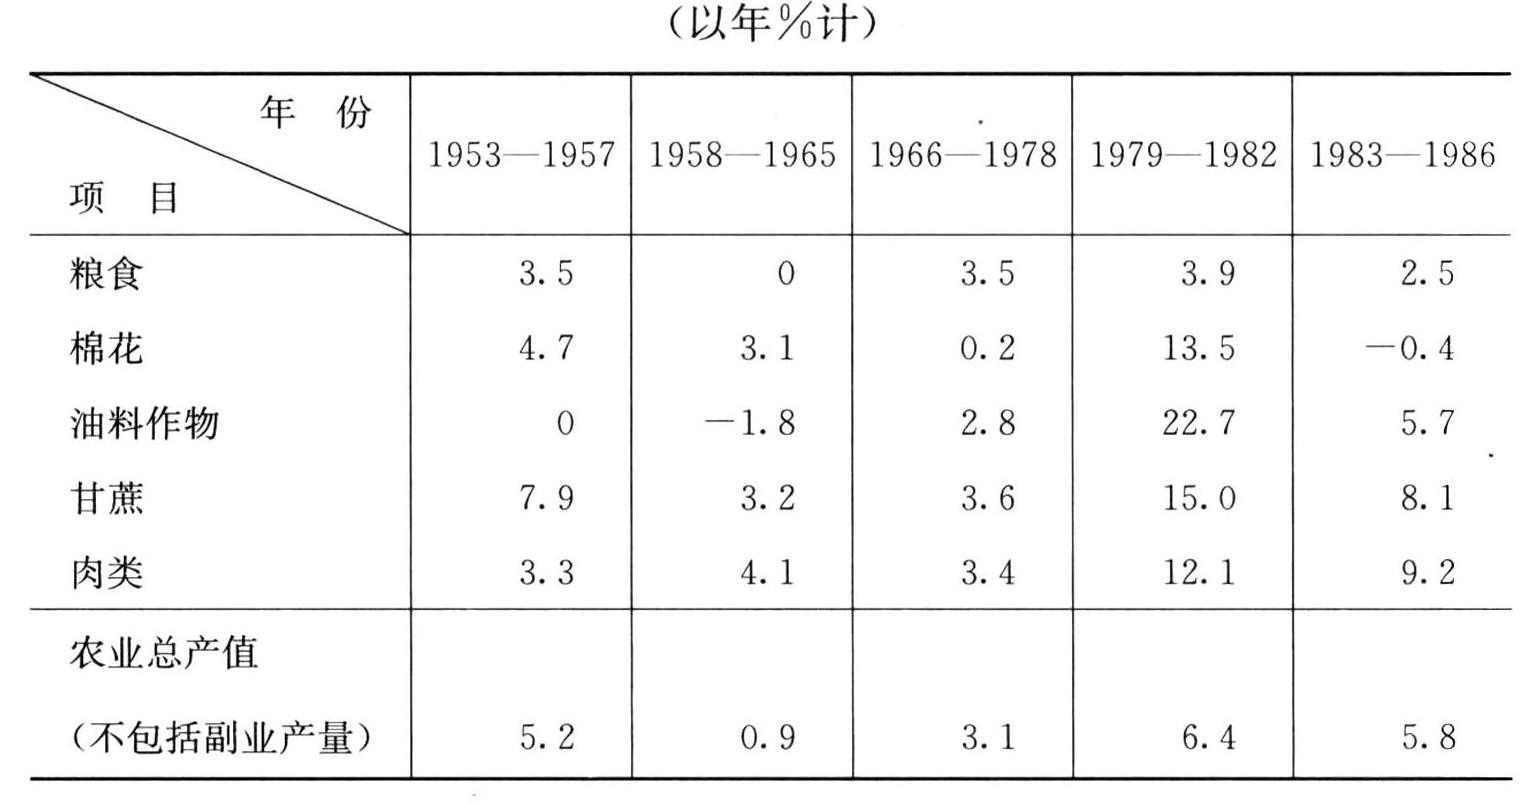 （以年％计）
年 份
项 目
1953—1957 1958—1965 1966—1978 1979—1982 1983—1986
粮食 3.5 0 3.5 3.9 2.5
棉花 4.7 3.1 0.2 13.5 —0.4
油料作物 0 —1.8 2.8 22.7 5.7
甘蔗 7.9 3.2 3.6 15.0 8.1
肉类 3.3 4.1 3.4 12.1 9.2
农业总产值
（不包括副业产量） 5.2 0.9 3.1 6.4 5.8